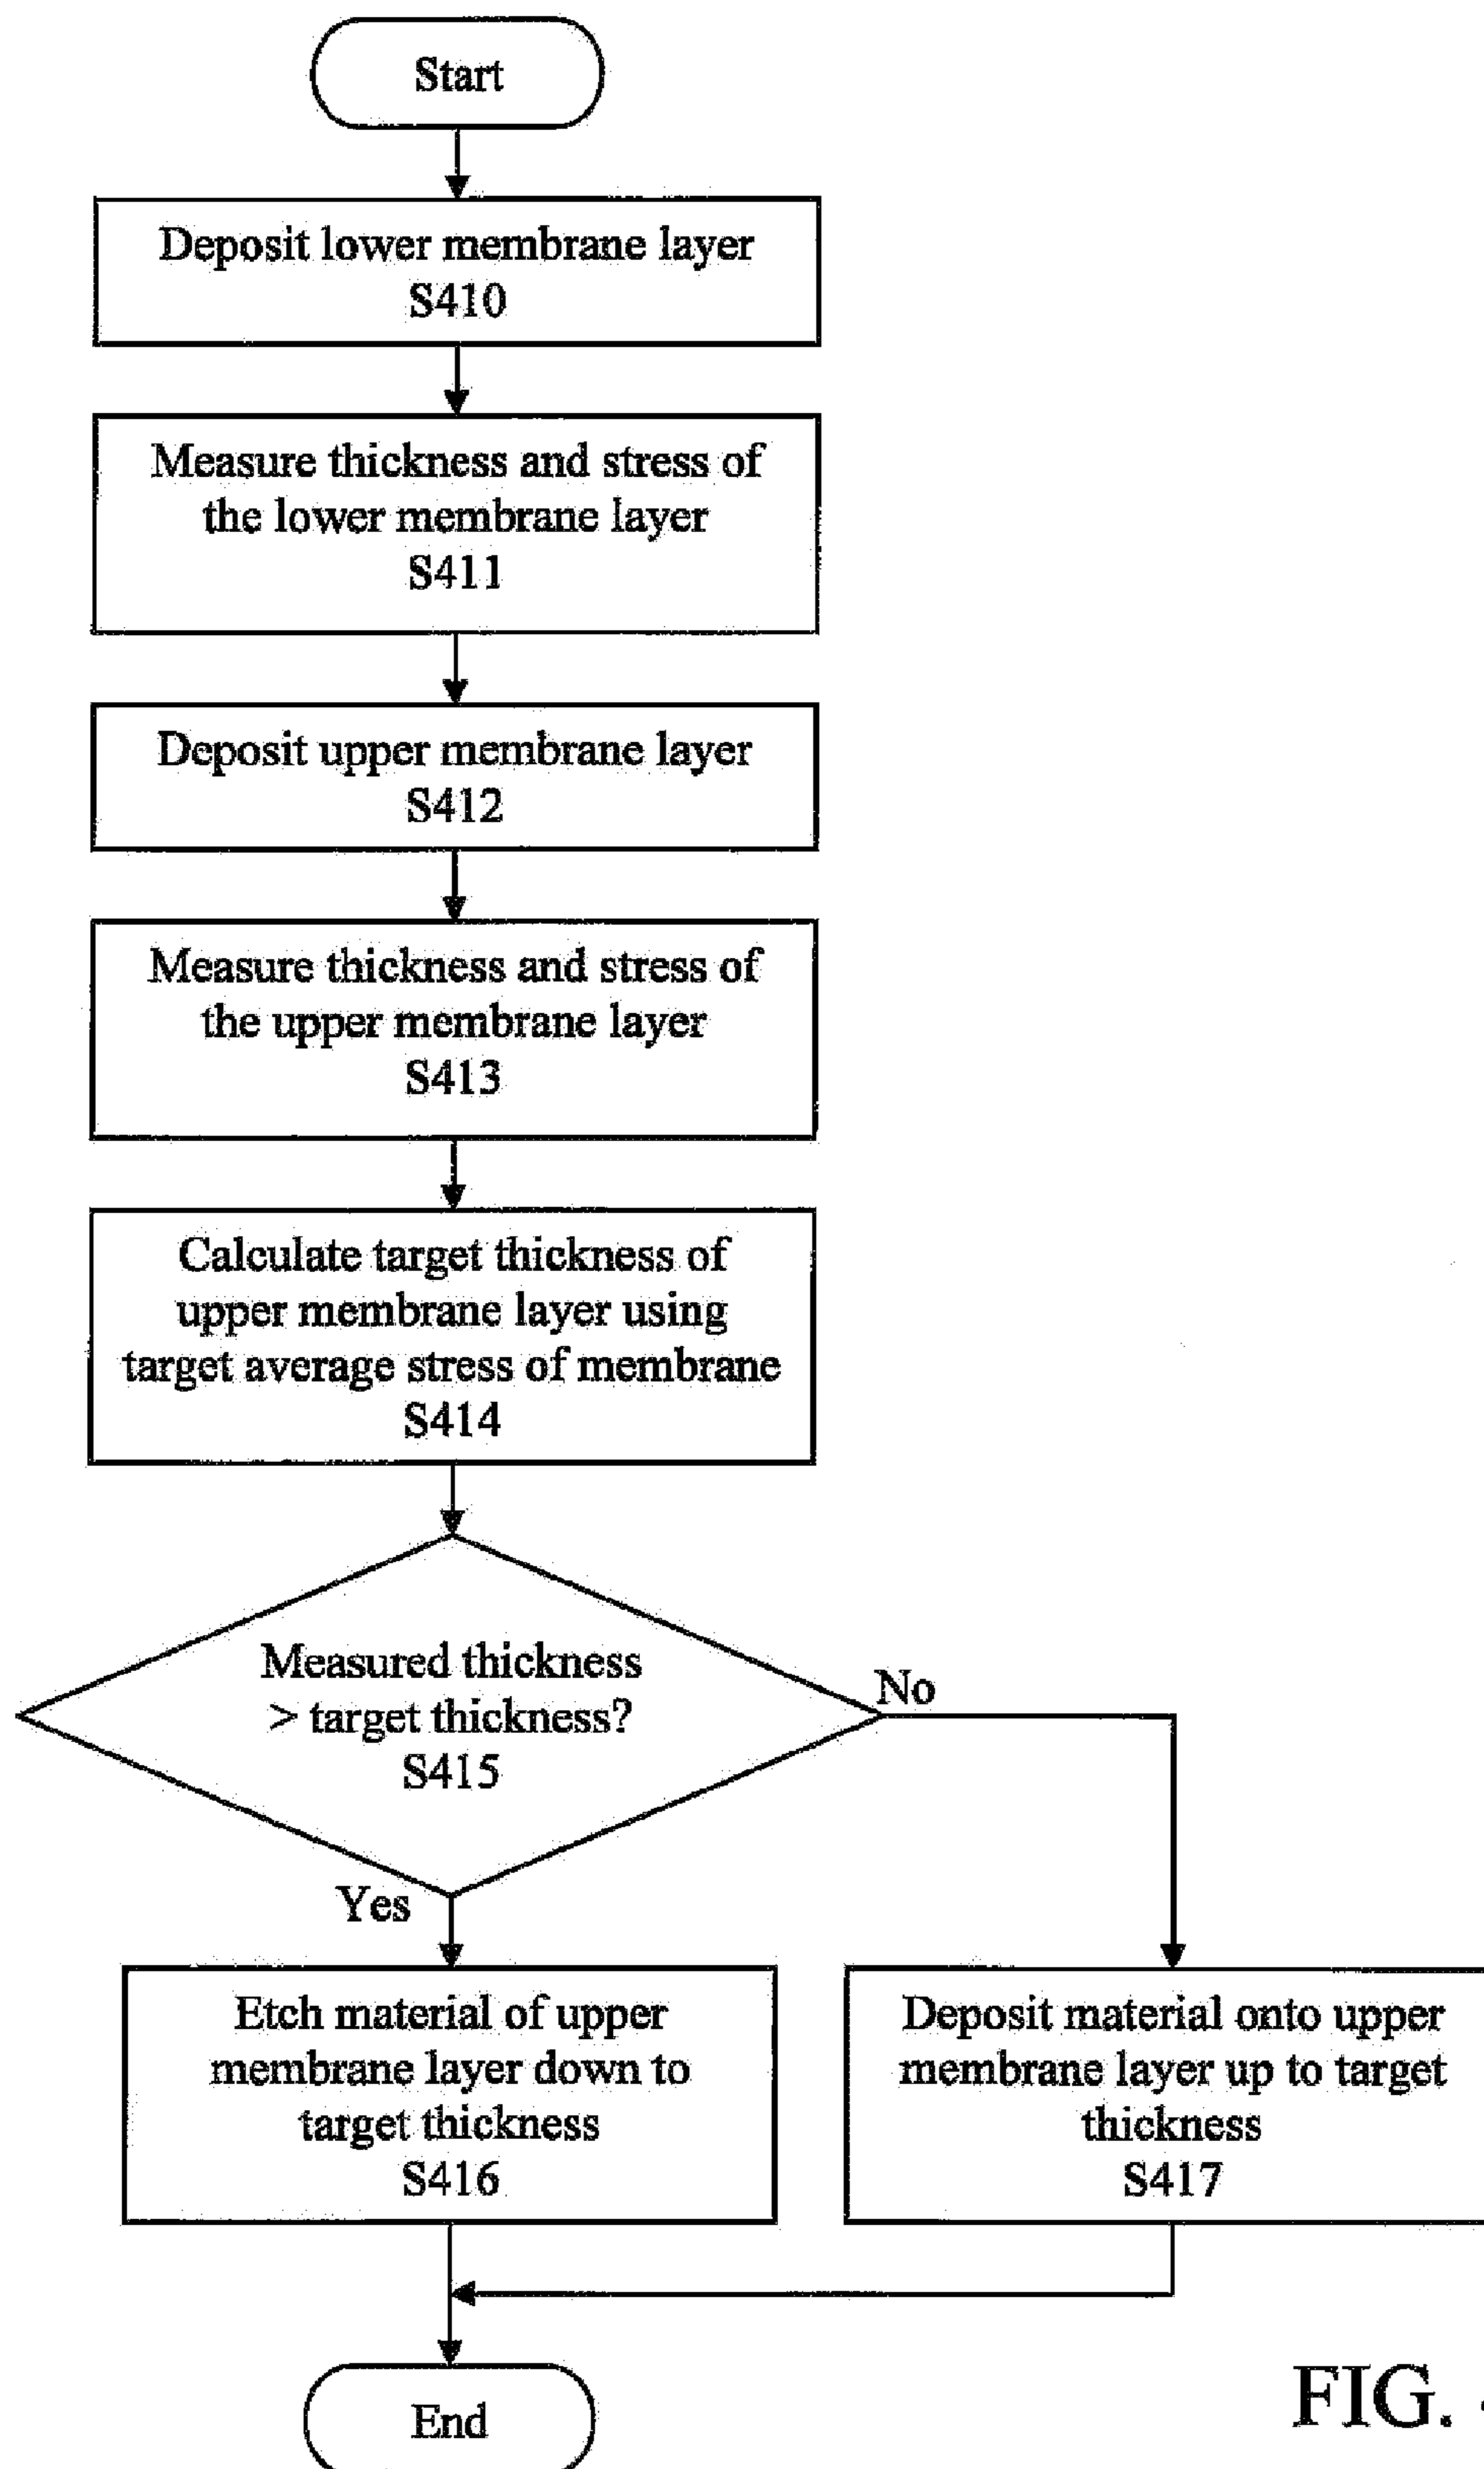 Start
Deposit lower membrane layer
S410
Measure thickness and stress of
the lower membrane layer
S411
Deposit upper membrane layer
S412
Measure thickness and stress of
the upper membrane layer
S413
Calculate target thickness of
upper membrane layer using
target average stress of membrane
S414
Measured thickness
> target thickness?
S415
No
Yes
Etch material of upper
membrane layer down to
target thickness
S416
Deposit material onto upper
membrane layer up to target
thickness
S417
End
FIG.